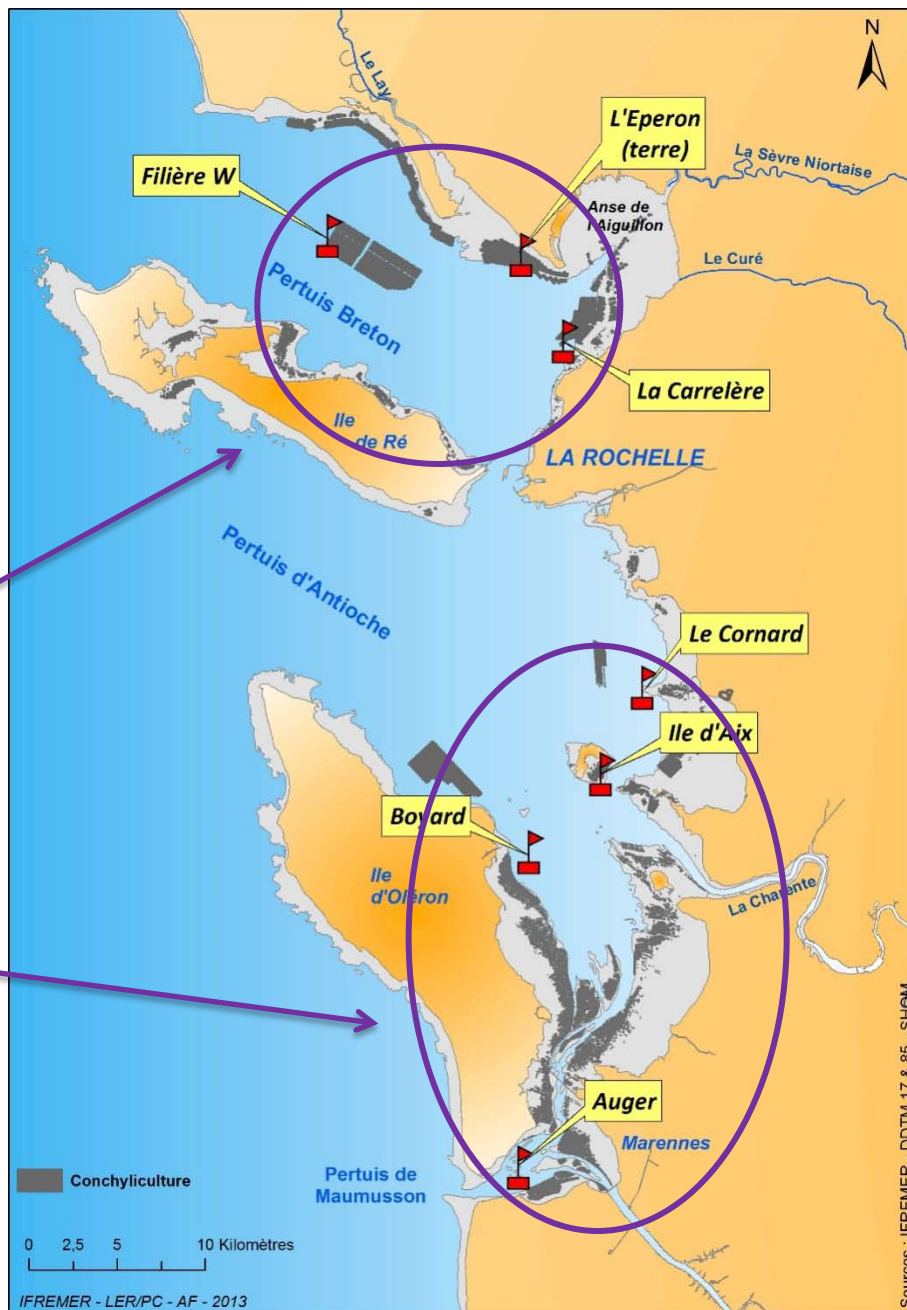 N
Le Lay
L'Eperon
(terre)
La Sèvre Niortaise
Filière W
Anse de
l'Aiguillon
Le Curé
Pertuis Breton
La Carrelère
Ile
de Ré
LA ROCHELLE
Pertuis d'Antioche
Le Cornard
Ile d'Aix
Boyard
Ile
d'Oléron
La Charente
Auger
Marennes
Pertuis de
Maumusson
Conchyliculture
0 2,5 5 10 Kilomètres
IFREMER - LER/PC - AF - 2013
Sources : IFREMER, DDTM 17 & 85, SHOM